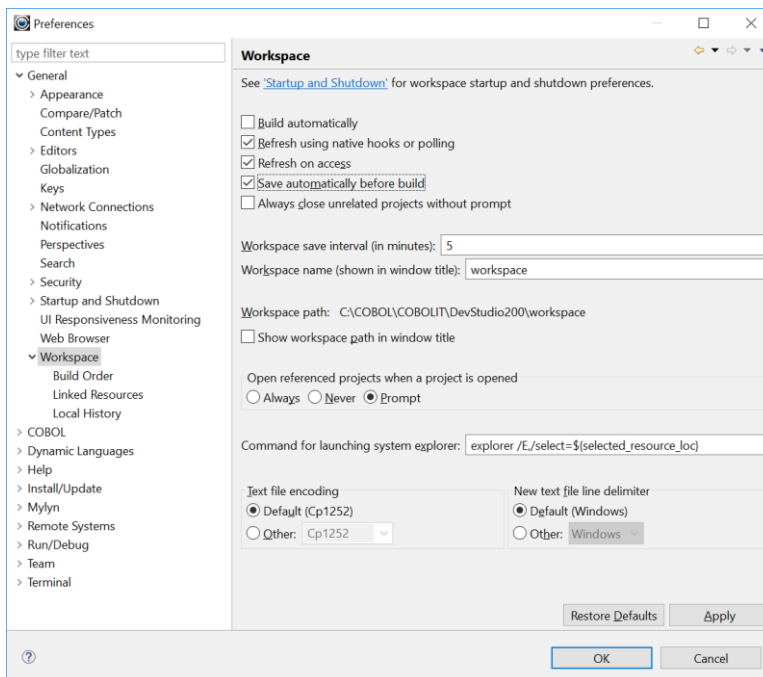 Preferences
type filter text
General
Appearance
Compare/Patch
Content Types
Editors
Globalization
Keys
Network Connections
Notifications
Perspectives
Search
Security
Startup and Shutdown
UI Responsiveness Monitoring
Web Browser
Workspace
Build Order
Linked Resources
Local History
COBOL
Dynamic Languages
Help
Install/Update
Mylyn
Remote Systems
Run/Debug
Team
Terminal
Workspace
See 'Startup and Shutdown' for workspace startup and shutdown preferences.
Build automatically
Refresh using native hooks or polling
Refresh on access
Save automatically before build
Always close unrelated projects without prompt
Workspace save interval (in minutes): 5
Workspace name (shown in window title): workspace
Workspace path: C:\COBOL\COBOLIT\DevStudio200\workspace
Show workspace path in window title
Open referenced projects when a project is opened
Always Never Prompt
Command for launching system explorer: explorer /E,/select=${selected_resource_loc}
Text file encoding
Default (Cp1252)
Other: Cp1252
New text file line delimiter
Default (Windows)
Other: Windows
Restore Defaults Apply
OK Cancel